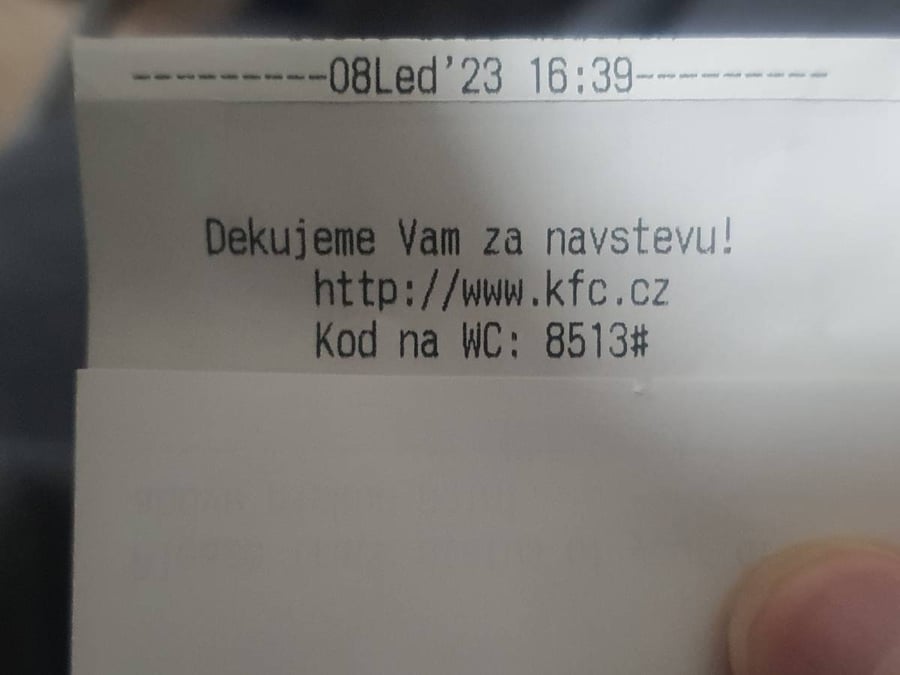 ---------08Led'23 16:39---------
Dekujeme Vam za navstevu!
http://www.kfc.cz
Kod na WC: 8513#